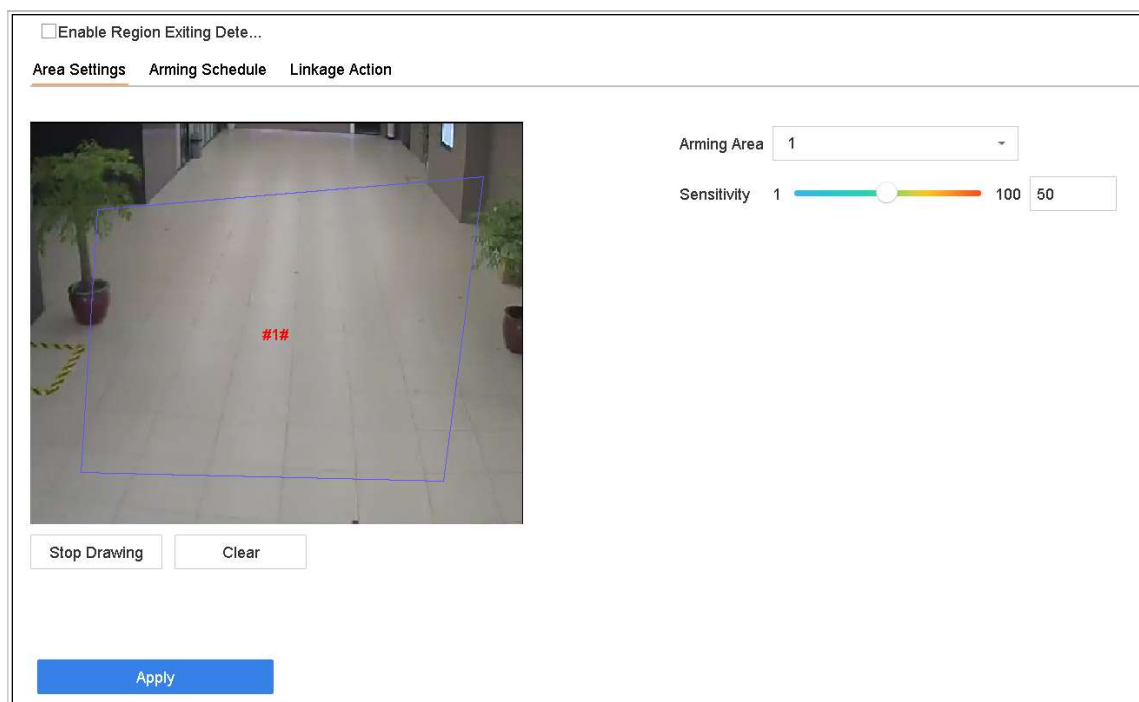 Enable Region Exiting Dete...
Area Settings Arming Schedule Linkage Action
Arming Area 1
Sensitivity 1 100 50
#1#
Stop Drawing Clear
Apply